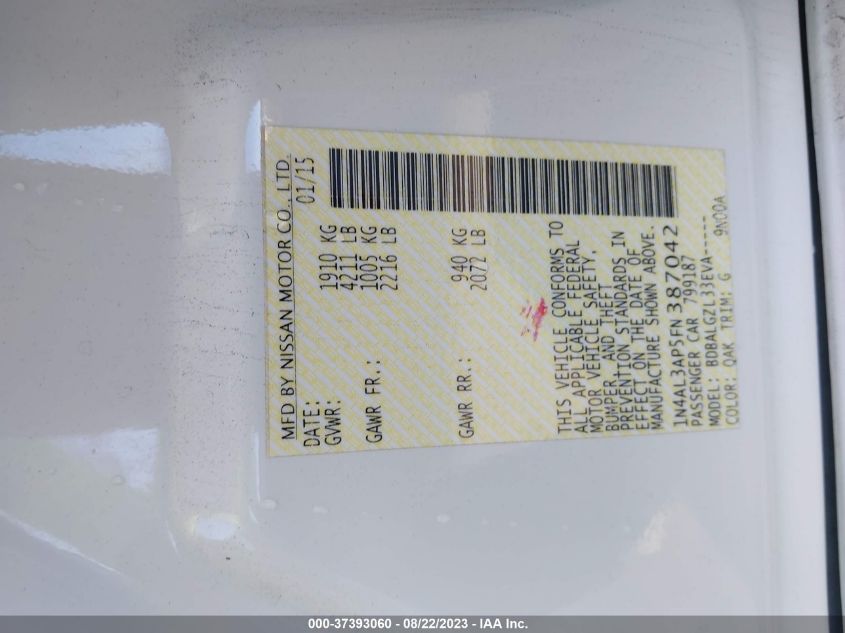 MFD BY NISSAN MOTOR CO., LTD.
DATE: 01/15
GVWR: 1910 KG
4211 LB
GAWR FR.: 1005 KG
2216 LB
GAWR RR.: 940 KG
2072 LB
THIS VEHICLE CONFORMS TO
ALL APPLICABLE FEDERAL
MOTOR VEHICLE SAFETY,
BUMPER, AND THEFT
PREVENTION STANDARDS IN
EFFECT ON THE DATE OF
MANUFACTURE SHOWN ABOVE.
1N4AL3AP5FN387042
PASSENGER CAR 799187
MODEL: BDBALGZL33EVA-----
COLOR: QAK TRIM: G 9N00A
000-37393060 - 08/22/2023 - IAA Inc.